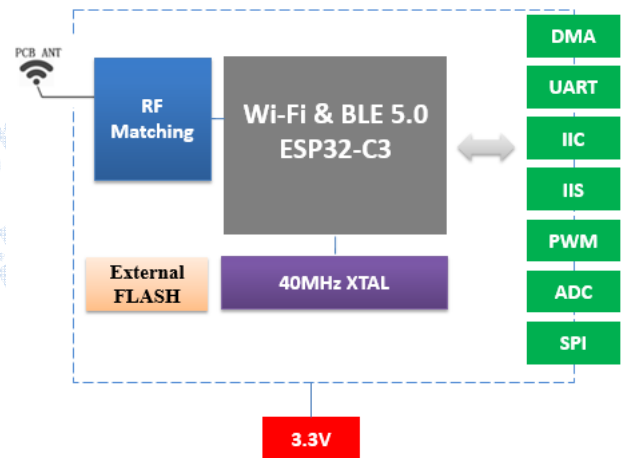 PCB ANT
RF
Matching
Wi-Fi & BLE 5.0
ESP32-C3
External
FLASH
40MHz XTAL
DMA
UART
IIC
IIS
PWM
ADC
SPI
3.3V